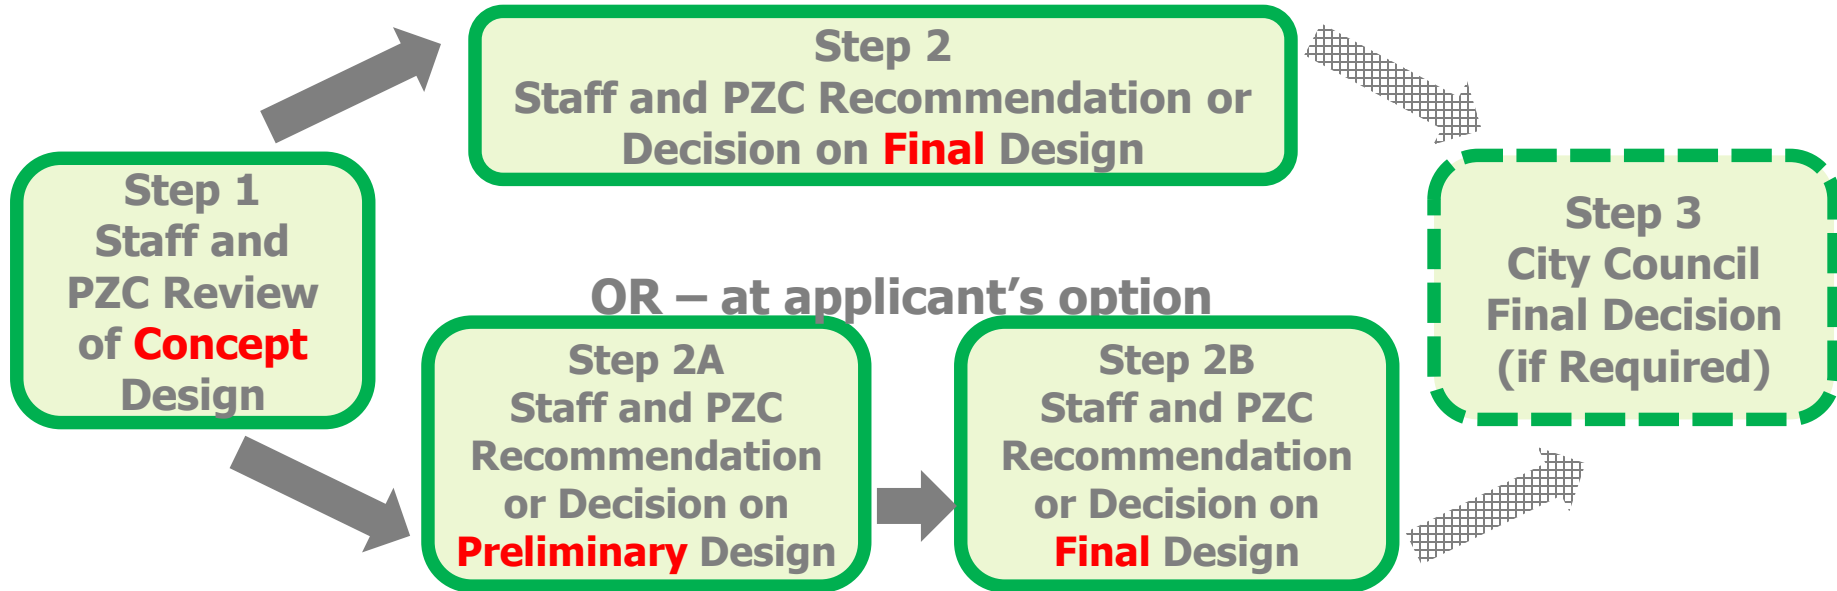 Step 1
Staff and
PZC Review
of Concept
Design
Step 2
Staff and PZC Recommendation or
Decision on Final Design
OR – at applicant’s option
Step 2A
Staff and PZC
Recommendation
or Decision on
Preliminary Design
Step 2B
Staff and PZC
Recommendation
or Decision on
Final Design
Step 3
City Council
Final Decision
(if Required)